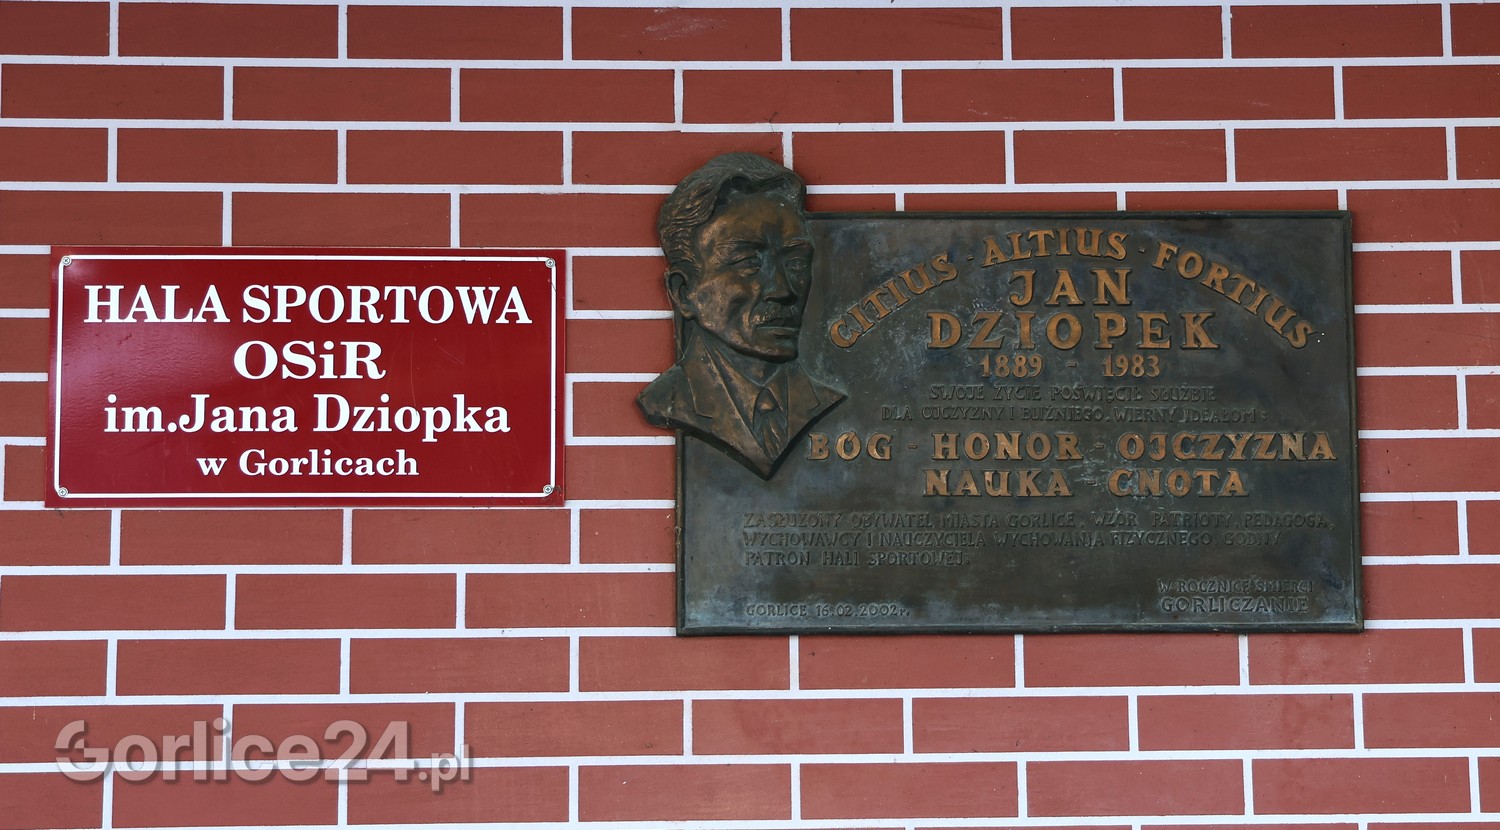 HALA SPORTOWA
OSiR
im.Jana Dziopka
w Gorlicach
CITIUS - ALTIUS - FORTIUS
JAN
DZIOPEK
1889 - 1983
SWOJE ŻYCIE POŚWIĘCIŁ SŁUŻBIE
DLA OJCZYZNY I BLIŹNIEGO. WIERNY IDEAŁOM:
BÓG - HONOR - OJCZYZNA
NAUKA CNOTA
ZASŁUŻONY OBYWATEL MIASTA GORLICE, WZÓR PATRIOTY, PEDAGOGA,
WYCHOWAWCY I NAUCZYCIELA WYCHOWANIA FIZYCZNEGO GODNY
PATRON HALI SPORTOWEJ.
W ROCZNICĘ ŚMIERCI
GORLICZANIE
GORLICE 16.02.2002 r.
Gorlice24.pl